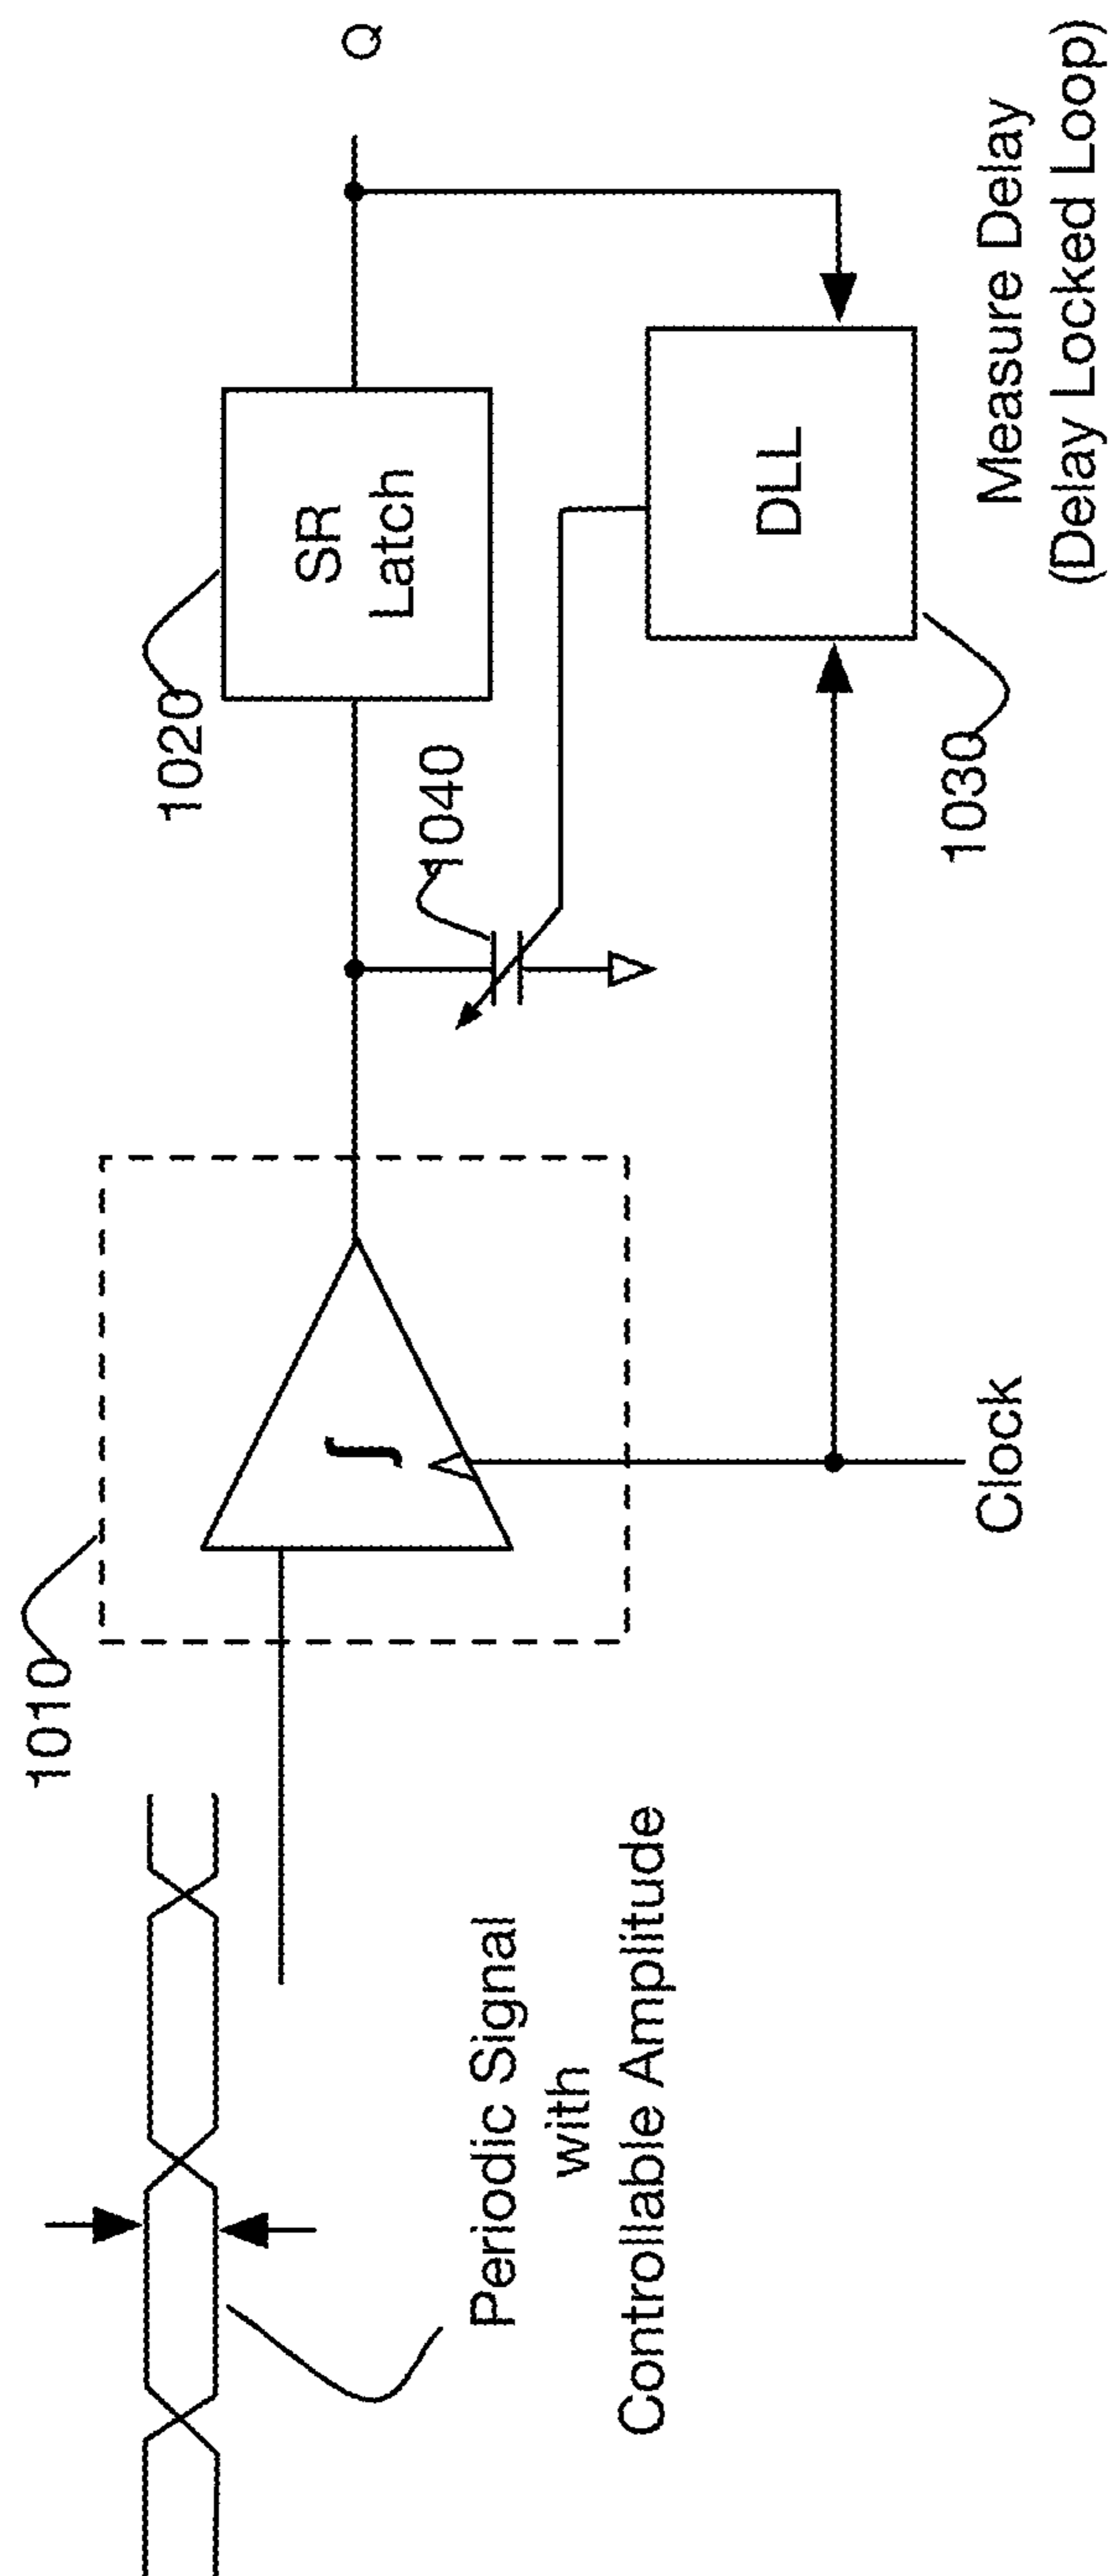 1010
1020
Q
SR
Latch
1040
∫
DLL
Periodic Signal
with
Controllable Amplitude
1030
Clock
Measure Delay
(Delay Locked Loop)